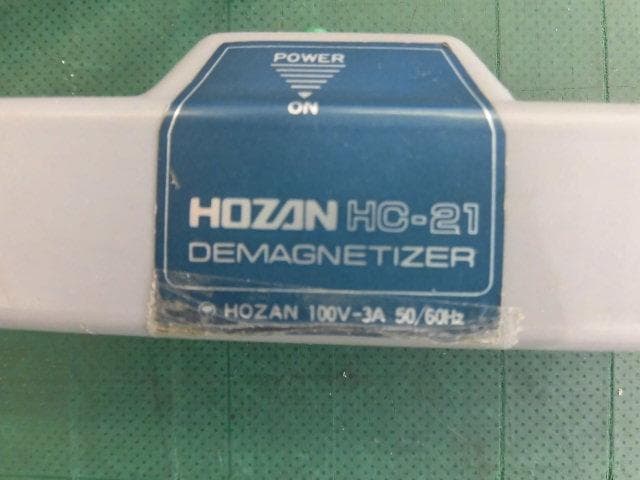 POWER
ON
HOZAN HC-21
DEMAGNETIZER
HOZAN 100V-3A 50/60Hz